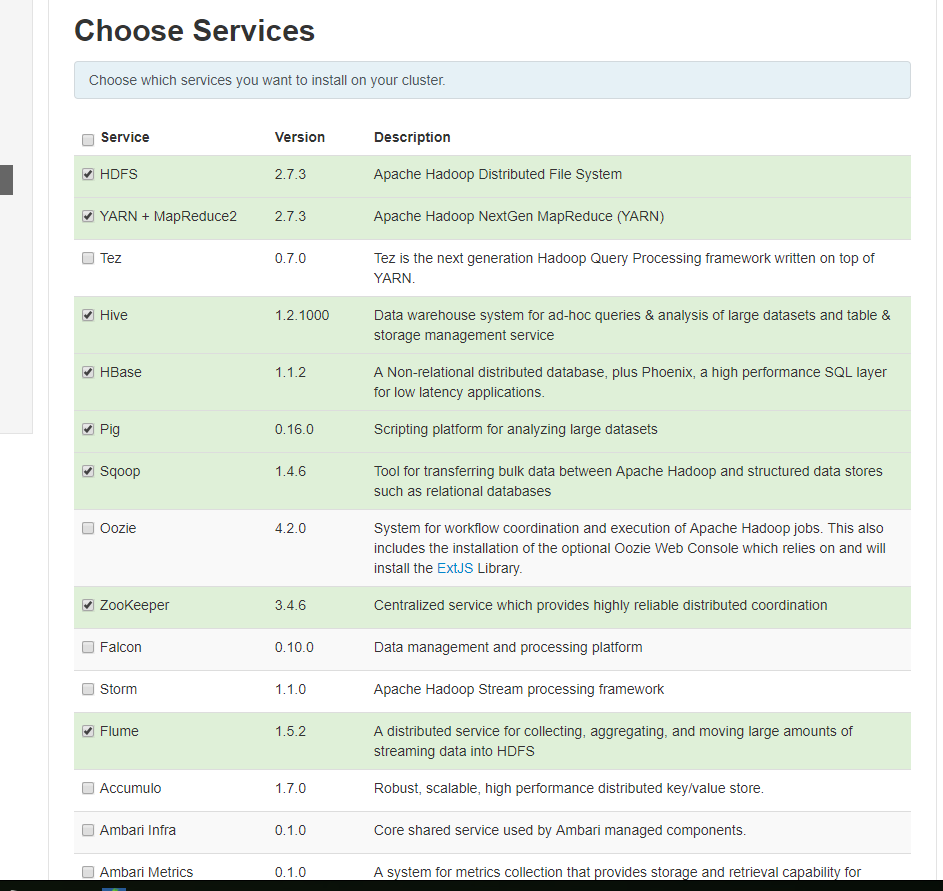 Choose Services
Choose which services you want to install on your cluster.
Service Version Description
HDFS 2.7.3 Apache Hadoop Distributed File System
YARN + MapReduce2 2.7.3 Apache Hadoop NextGen MapReduce (YARN)
Tez 0.7.0 Tez is the next generation Hadoop Query Processing framework written on top of
YARN.
Hive 1.2.1000 Data warehouse system for ad-hoc queries & analysis of large datasets and table &
storage management service
HBase 1.1.2 A Non-relational distributed database, plus Phoenix, a high performance SQL layer
for low latency applications.
Pig 0.16.0 Scripting platform for analyzing large datasets
Sqoop 1.4.6 Tool for transferring bulk data between Apache Hadoop and structured data stores
such as relational databases
Oozie 4.2.0 System for workflow coordination and execution of Apache Hadoop jobs. This also
includes the installation of the optional Oozie Web Console which relies on and will
install the ExtJS Library.
ZooKeeper 3.4.6 Centralized service which provides highly reliable distributed coordination
Falcon 0.10.0 Data management and processing platform
Storm 1.1.0 Apache Hadoop Stream processing framework
Flume 1.5.2 A distributed service for collecting, aggregating, and moving large amounts of
streaming data into HDFS
Accumulo 1.7.0 Robust, scalable, high performance distributed key/value store.
Ambari Infra 0.1.0 Core shared service used by Ambari managed components.
Ambari Metrics 0.1.0 A system for metrics collection that provides storage and retrieval capability for